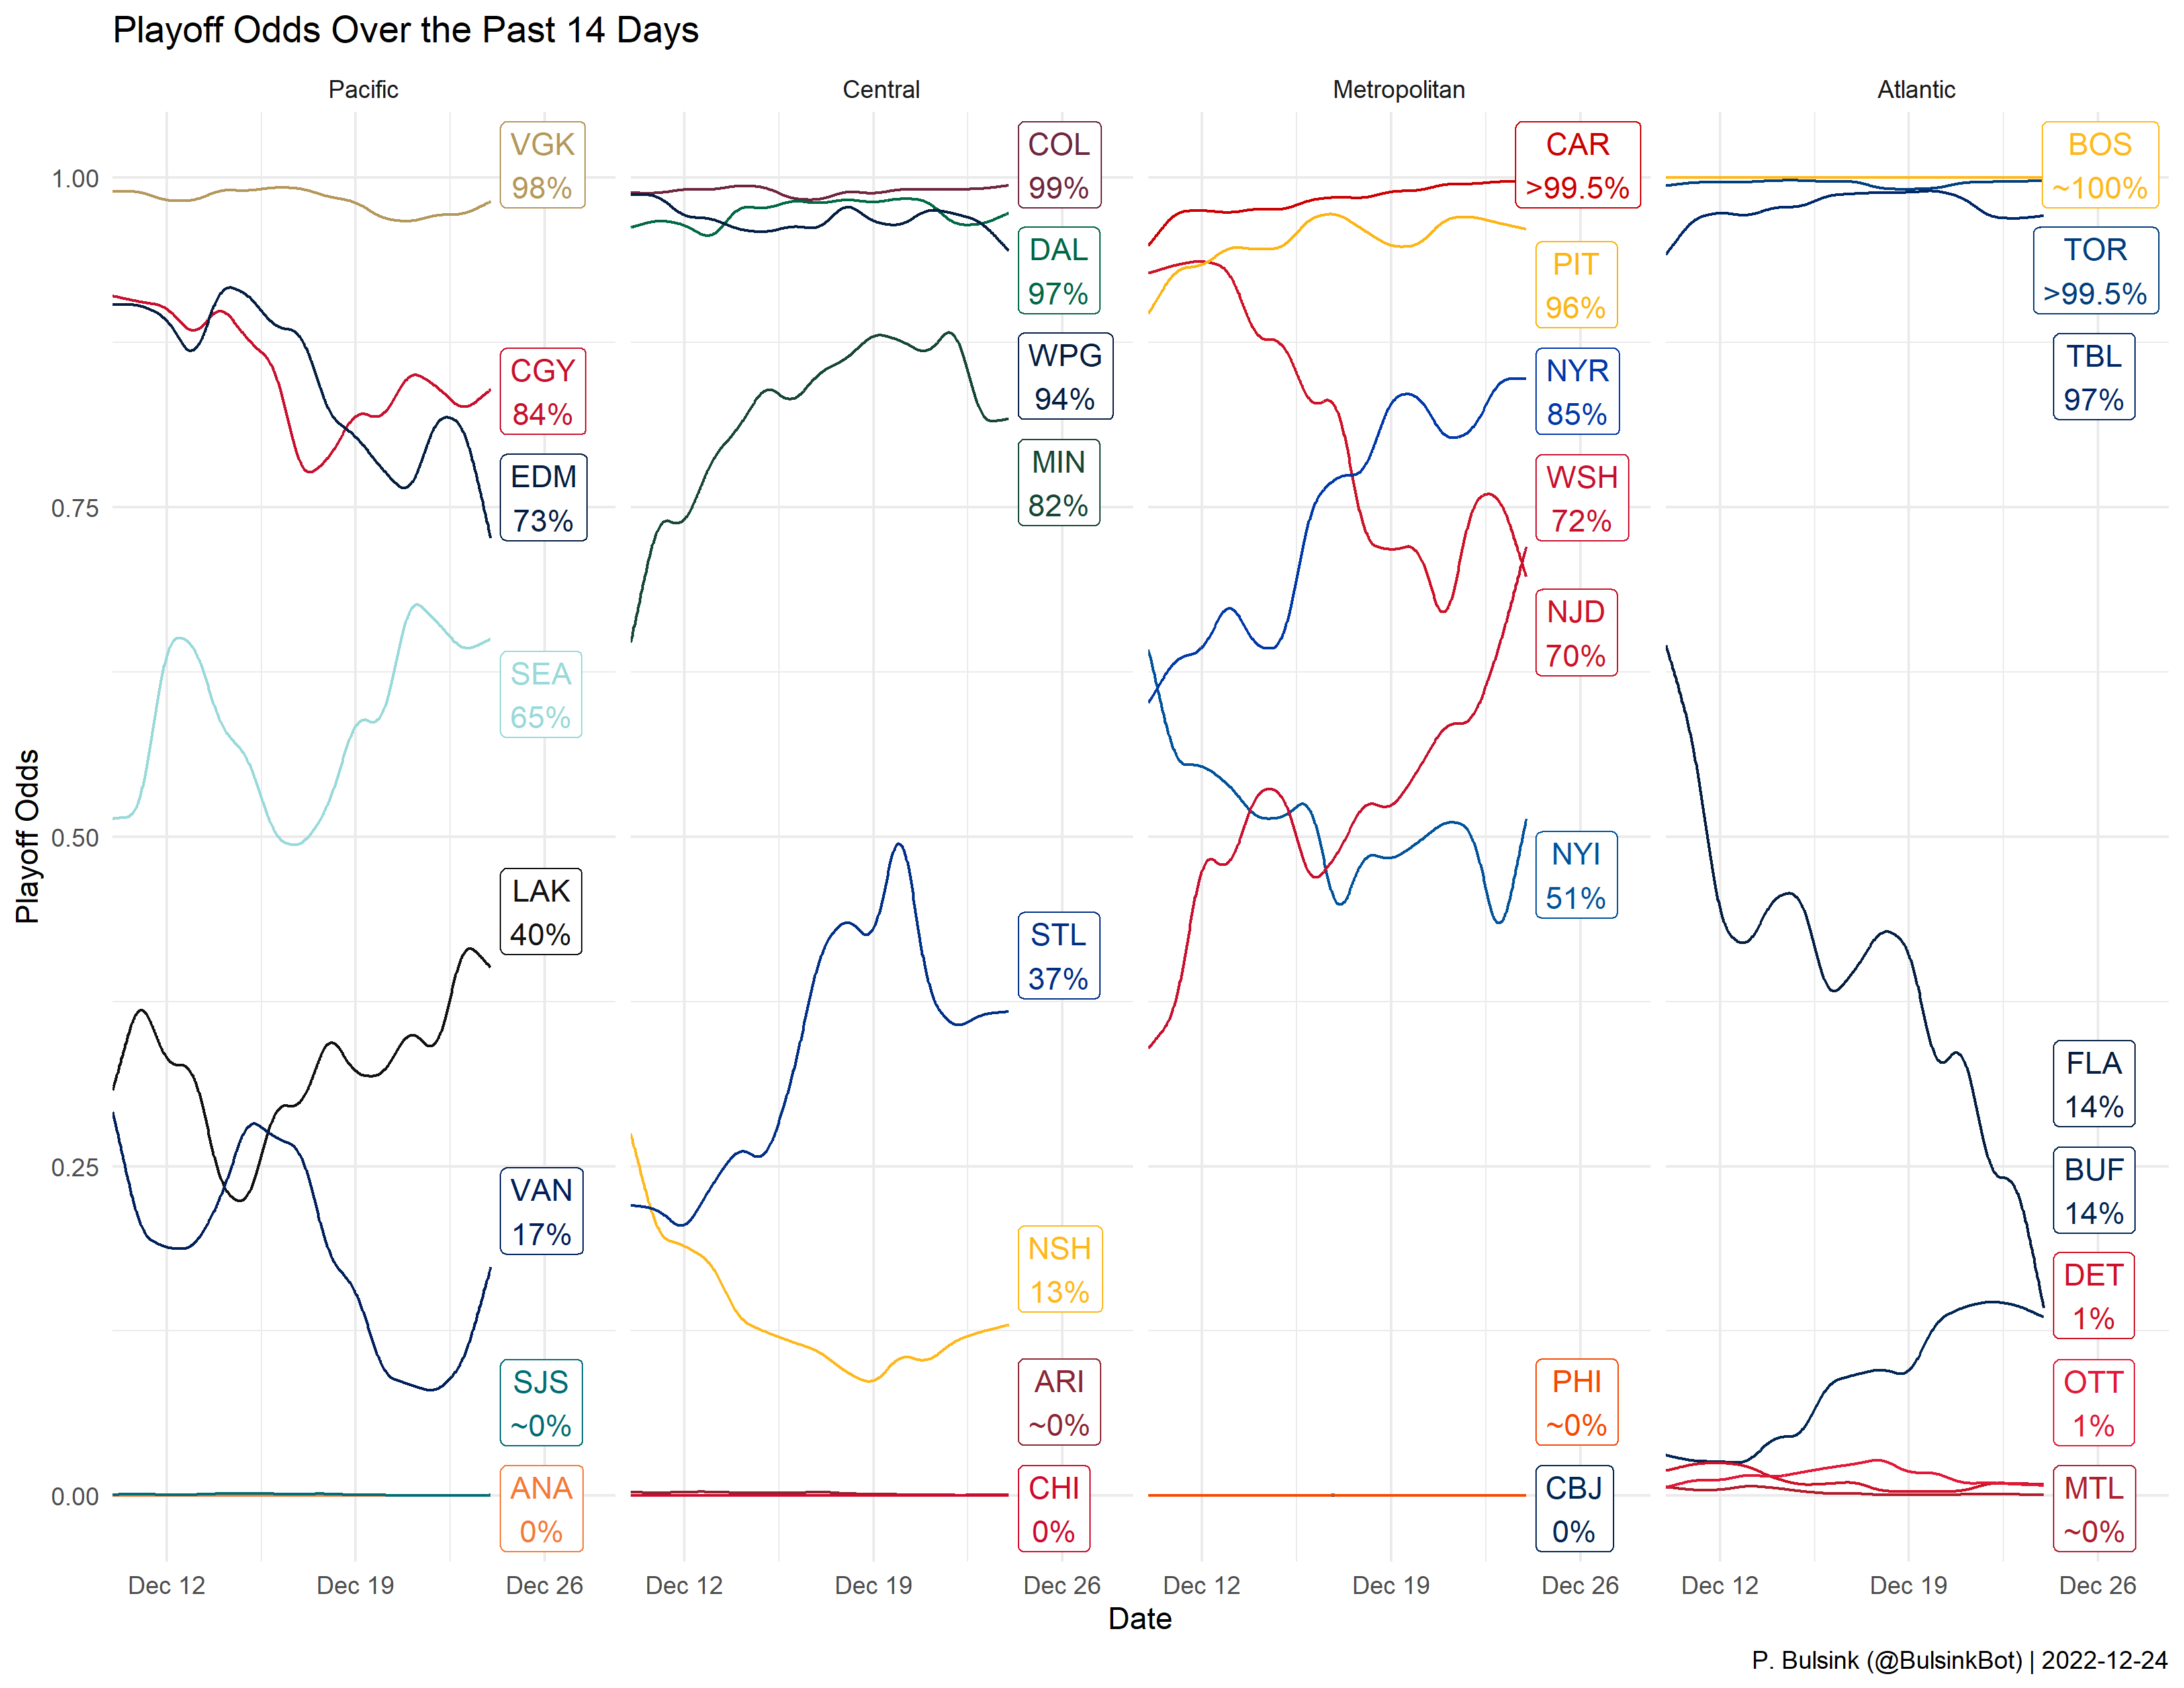 Playoff Odds Over the Past 14 Days
Pacific
Central
Metropolitan
Atlantic
Playoff Odds
1.00
0.75
0.50
0.25
0.00
VGK
98%
CGY
84%
EDM
73%
SEA
65%
LAK
40%
VAN
17%
SJS
~0%
ANA
0%
COL
99%
DAL
97%
WPG
94%
MIN
82%
STL
37%
NSH
13%
ARI
~0%
CHI
0%
CAR
>99.5%
PIT
96%
NYR
85%
WSH
72%
NJD
70%
NYI
51%
PHI
~0%
CBJ
0%
BOS
~100%
TOR
>99.5%
TBL
97%
FLA
14%
BUF
14%
DET
1%
OTT
1%
MTL
~0%
Dec 12
Dec 19
Dec 26
Dec 12
Dec 19
Dec 26
Dec 12
Dec 19
Dec 26
Dec 12
Dec 19
Dec 26
Date
P. Bulsink (@BulsinkBot) | 2022-12-24